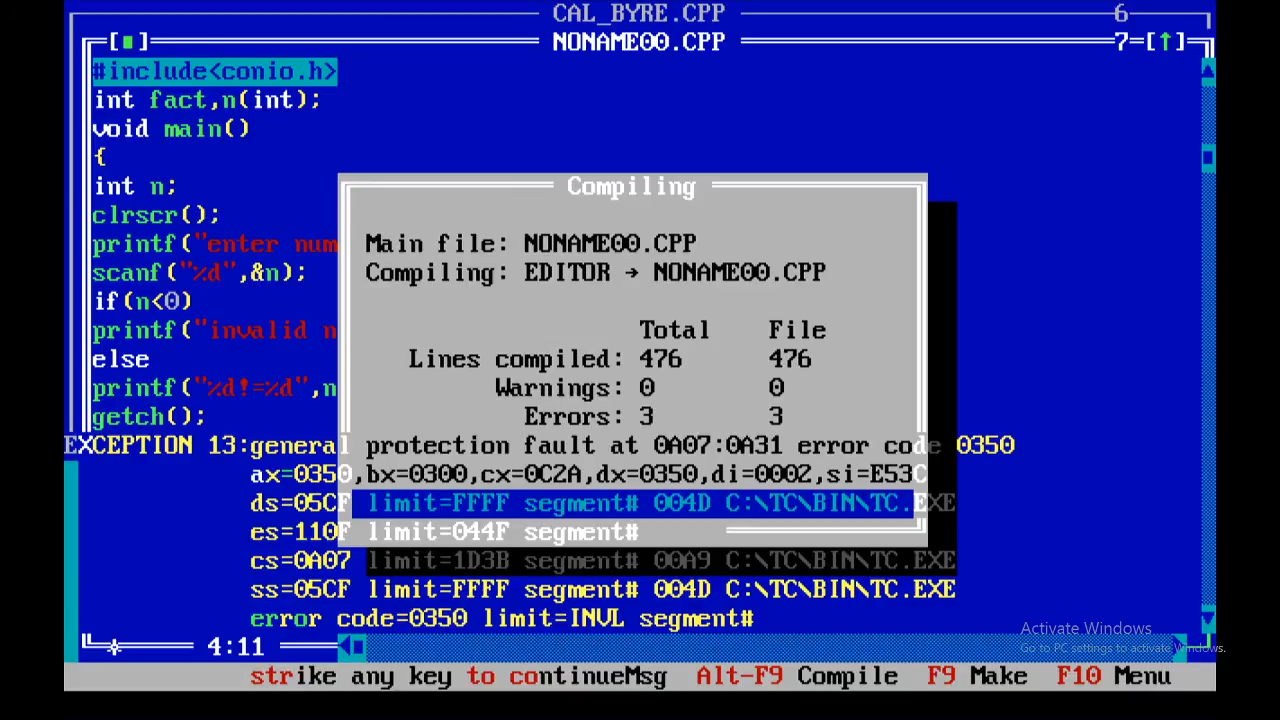 CAL_BYRE.CPP 6
[■] NONAME00.CPP 7=[↑]
#include<conio.h>
int fact,n(int);
void main()
{
int n;
clrscr();
printf("enter num
scanf("%d",&n);
if(n<0)
printf("invalid n
else
printf("%d!=%d",n
getch();
Compiling
Main file: NONAME00.CPP
Compiling: EDITOR → NONAME00.CPP
Total File
Lines compiled: 476 476
Warnings: 0 0
Errors: 3 3
EXCEPTION 13:general protection fault at 0A07:0A31 error code 0350
ax=0350,bx=0300,cx=0C2A,dx=0350,di=0002,si=E53C
ds=05CF limit=FFFF segment# 004D C:\TC\BIN\TC.EXE
es=110F limit=044F segment#
cs=0A07 limit=1D3B segment# 00A9 C:\TC\BIN\TC.EXE
ss=05CF limit=FFFF segment# 004D C:\TC\BIN\TC.EXE
error code=0350 limit=INVL segment#
4:11
strike any key to continueMsg Alt-F9 Compile F9 Make F10 Menu
Activate Windows
Go to PC settings to activate Windows.